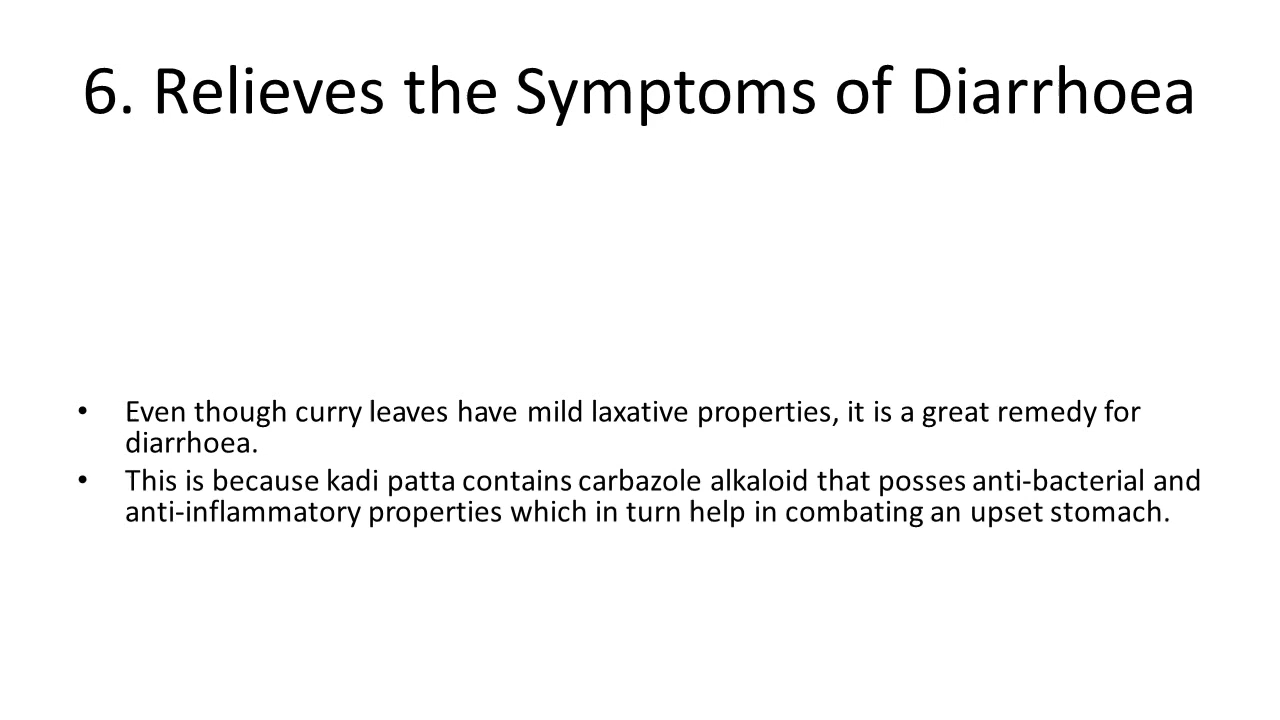 6. Relieves the Symptoms of Diarrhoea
• Even though curry leaves have mild laxative properties, it is a great remedy for
diarrhoea.
• This is because kadi patta contains carbazole alkaloid that posses anti-bacterial and
anti-inflammatory properties which in turn help in combating an upset stomach.